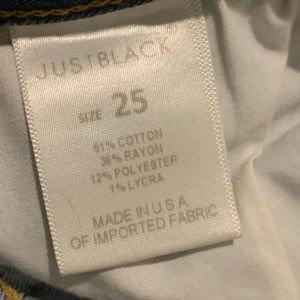 JUSTBLACK®
SIZE 25
51% COTTON
36% RAYON
12% POLYESTER
1% LYCRA
MADE IN U.S.A.
OF IMPORTED FABRIC